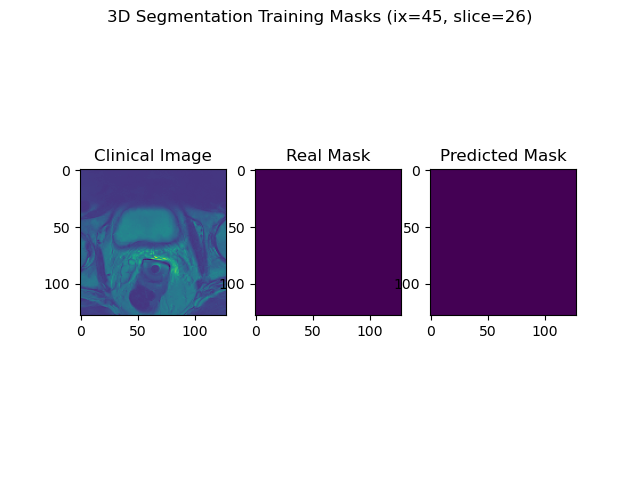 3D Segmentation Training Masks (ix=45, slice=26)
Clinical Image Real Mask Predicted Mask
0 0 0
50 50 50
100 100 100
0 50 100 0 50 100 0 50 100